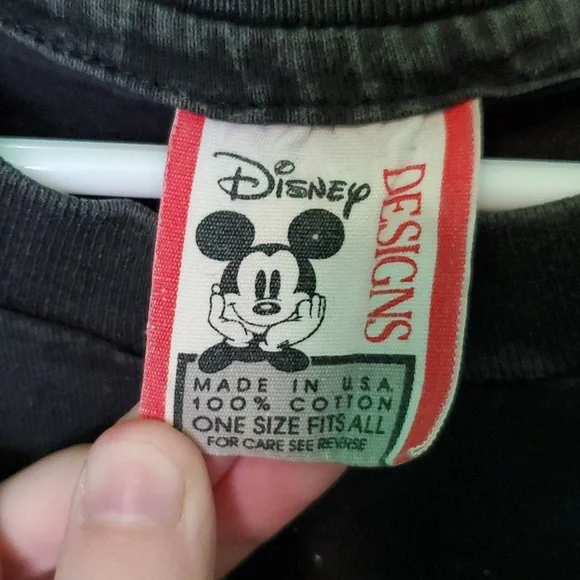 Disney
DESIGNS
MADE IN U.S.A.
100% COTTON
ONE SIZE FITS ALL
FOR CARE SEE REVERSE